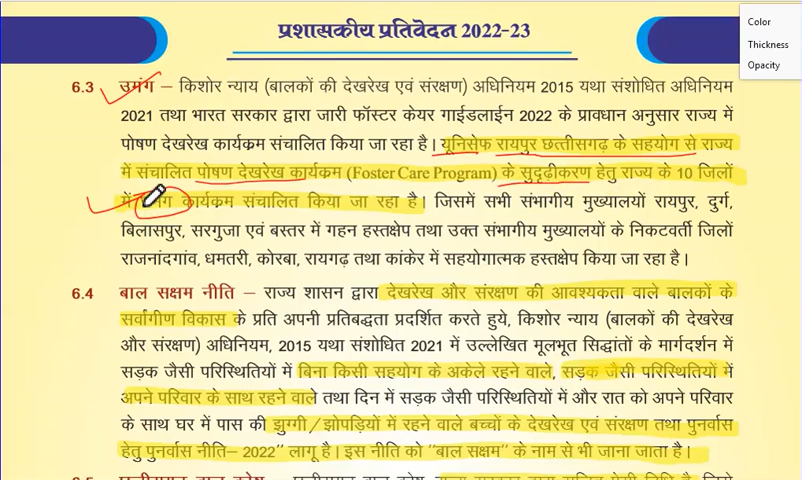 प्रशासकीय प्रतिवेदन 2022-23
Color
Thickness
Opacity
6.3 उमंग – किशोर न्याय (बालकों की देखरेख एवं संरक्षण) अधिनियम 2015 यथा संशोधित अधिनियम
2021 तथा भारत सरकार द्वारा जारी फॉस्टर केयर गाईडलाईन 2022 के प्रावधान अनुसार राज्य में
पोषण देखरेख कार्यक्रम संचालित किया जा रहा है। यूनिसेफ रायपुर छत्तीसगढ़ के सहयोग से राज्य
में संचालित पोषण देखरेख कार्यक्रम (Foster Care Program) के सुदृढ़ीकरण हेतु राज्य के 10 जिलों
में कार्यक्रम संचालित किया जा रहा है। जिसमें सभी संभागीय मुख्यालयों रायपुर, दुर्ग,
बिलासपुर, सरगुजा एवं बस्तर में गहन हस्तक्षेप तथा उक्त संभागीय मुख्यालयों के निकटवर्ती जिलों
राजनांदगांव, धमतरी, कोरबा, रायगढ़ तथा कांकेर में सहयोगात्मक हस्तक्षेप किया जा रहा है।
6.4 बाल सक्षम नीति – राज्य शासन द्वारा देखरेख और संरक्षण की आवश्यकता वाले बालकों के
सर्वांगीण विकास के प्रति अपनी प्रतिबद्धता प्रदर्शित करते हुये, किशोर न्याय (बालकों की देखरेख
और संरक्षण) अधिनियम, 2015 यथा संशोधित 2021 में उल्लेखित मूलभूत सिद्धांतों के मार्गदर्शन में
सड़क जैसी परिस्थितियों में बिना किसी सहयोग के अकेले रहने वाले, सड़क जैसी परिस्थितियों में
अपने परिवार के साथ रहने वाले तथा दिन में सड़क जैसी परिस्थितियों में और रात को अपने परिवार
के साथ घर में पास की झुग्गी/झोपड़ियों में रहने वाले बच्चों के देखरेख एवं संरक्षण तथा पुनर्वास
हेतु पुनर्वास नीति– 2022" लागू है। इस नीति को "बाल सक्षम" के नाम से भी जाना जाता है।